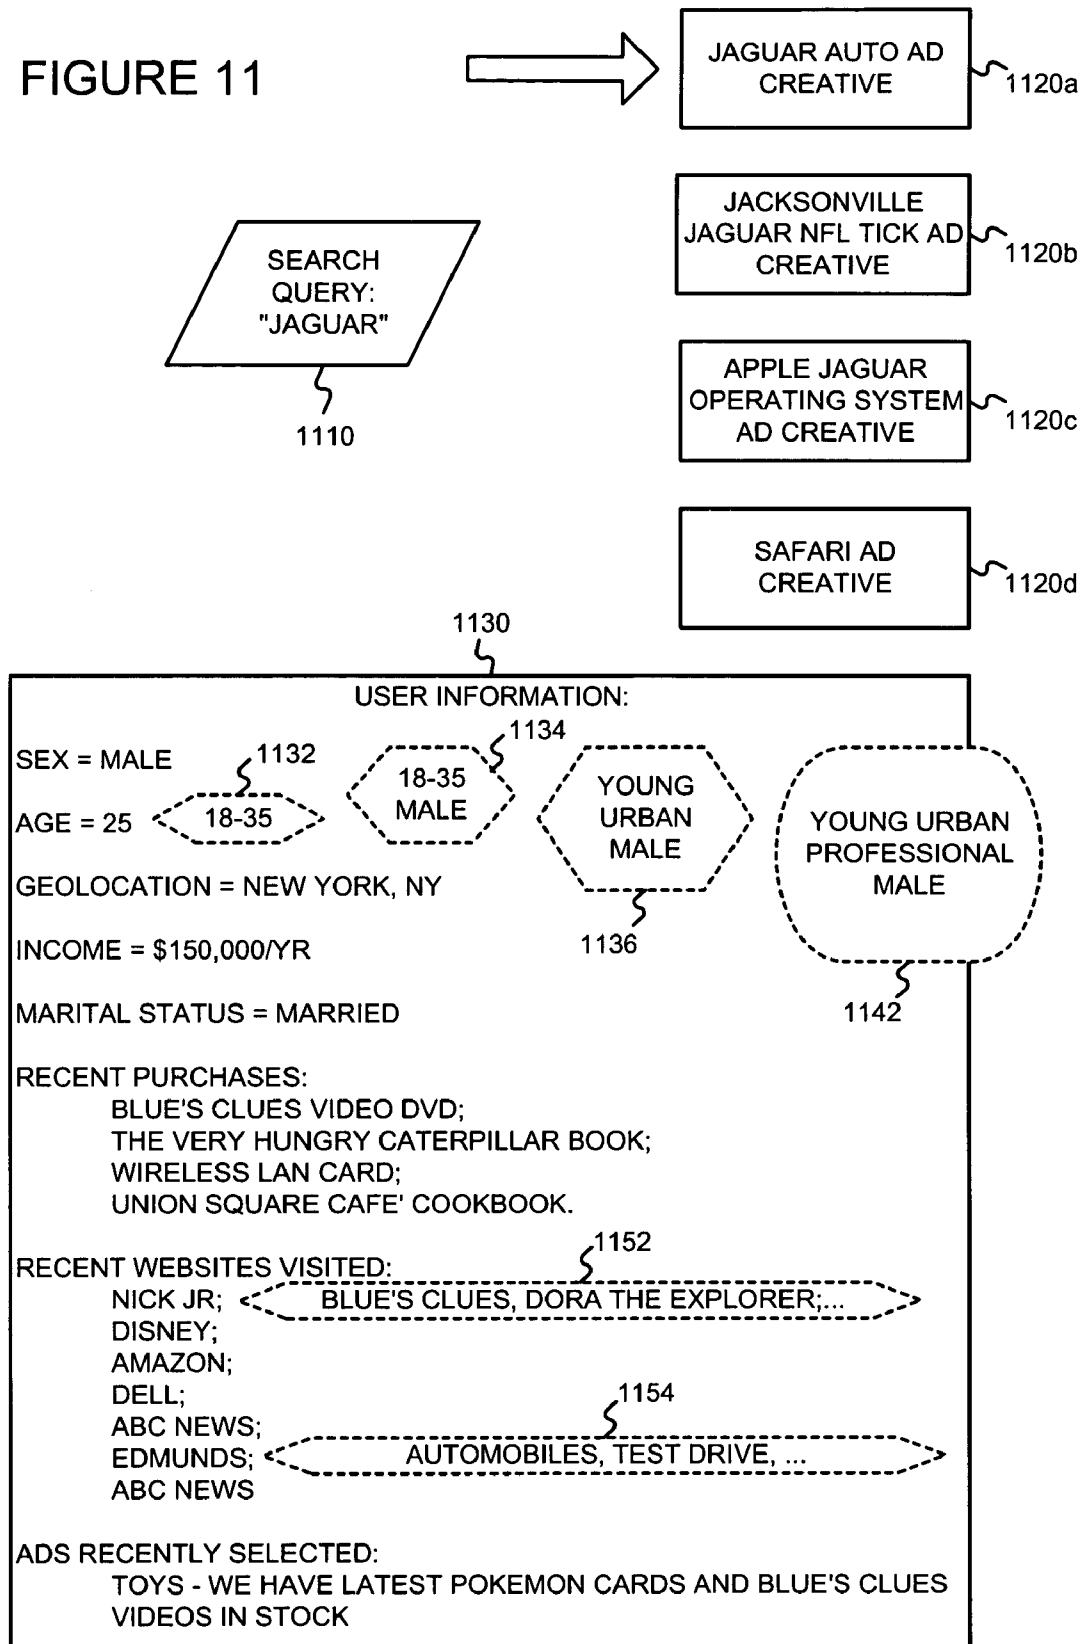 FIGURE 11
JAGUAR AUTO AD
CREATIVE
1120a
JACKSONVILLE
JAGUAR NFL TICK AD
CREATIVE
1120b
SEARCH
QUERY:
"JAGUAR"
1110
APPLE JAGUAR
OPERATING SYSTEM
AD CREATIVE
1120c
SAFARI AD
CREATIVE
1120d
1130
USER INFORMATION:
SEX = MALE
1132
1134
AGE = 25
18-35
18-35
MALE
YOUNG
URBAN
MALE
1136
YOUNG URBAN
PROFESSIONAL
MALE
1142
GEOLOCATION = NEW YORK, NY
INCOME = $150,000/YR
MARITAL STATUS = MARRIED
RECENT PURCHASES:
BLUE'S CLUES VIDEO DVD;
THE VERY HUNGRY CATERPILLAR BOOK;
WIRELESS LAN CARD;
UNION SQUARE CAFE' COOKBOOK.
RECENT WEBSITES VISITED:
1152
NICK JR;
BLUE'S CLUES, DORA THE EXPLORER;...
DISNEY;
AMAZON;
DELL;
ABC NEWS;
1154
EDMUNDS;
AUTOMOBILES, TEST DRIVE, ...
ABC NEWS
ADS RECENTLY SELECTED:
TOYS - WE HAVE LATEST POKEMON CARDS AND BLUE'S CLUES
VIDEOS IN STOCK